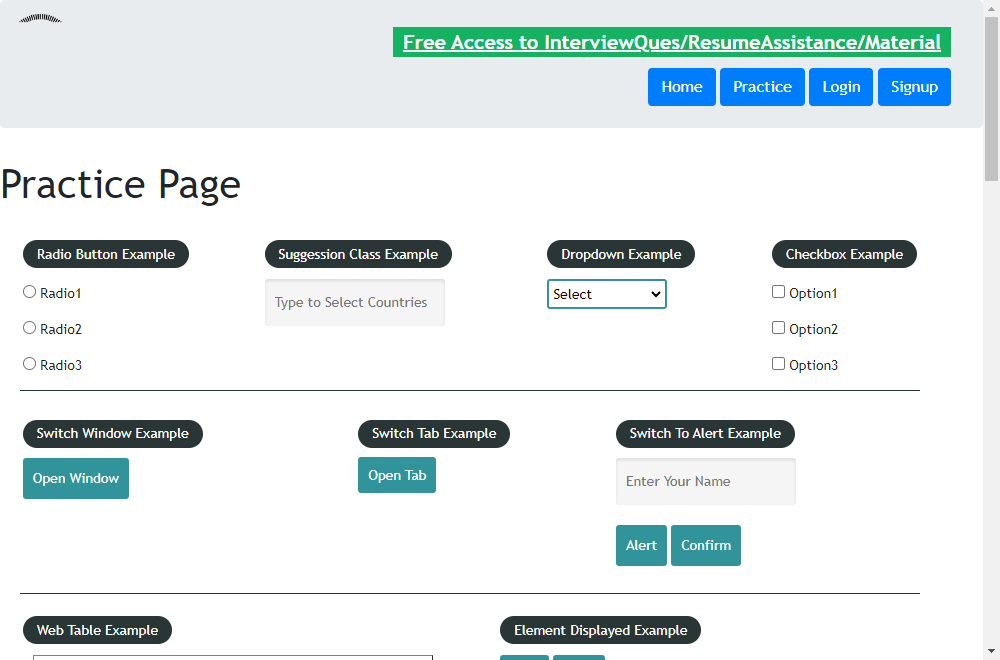 Free Access to InterviewQues/ResumeAssistance/Material
Home Practice Login Signup
Practice Page
Radio Button Example Suggession Class Example Dropdown Example Checkbox Example
Radio1 Type to Select Countries Select Option1
Radio2 Option2
Radio3 Option3
Switch Window Example Switch Tab Example Switch To Alert Example
Open Window Open Tab Enter Your Name
Alert Confirm
Web Table Example Element Displayed Example